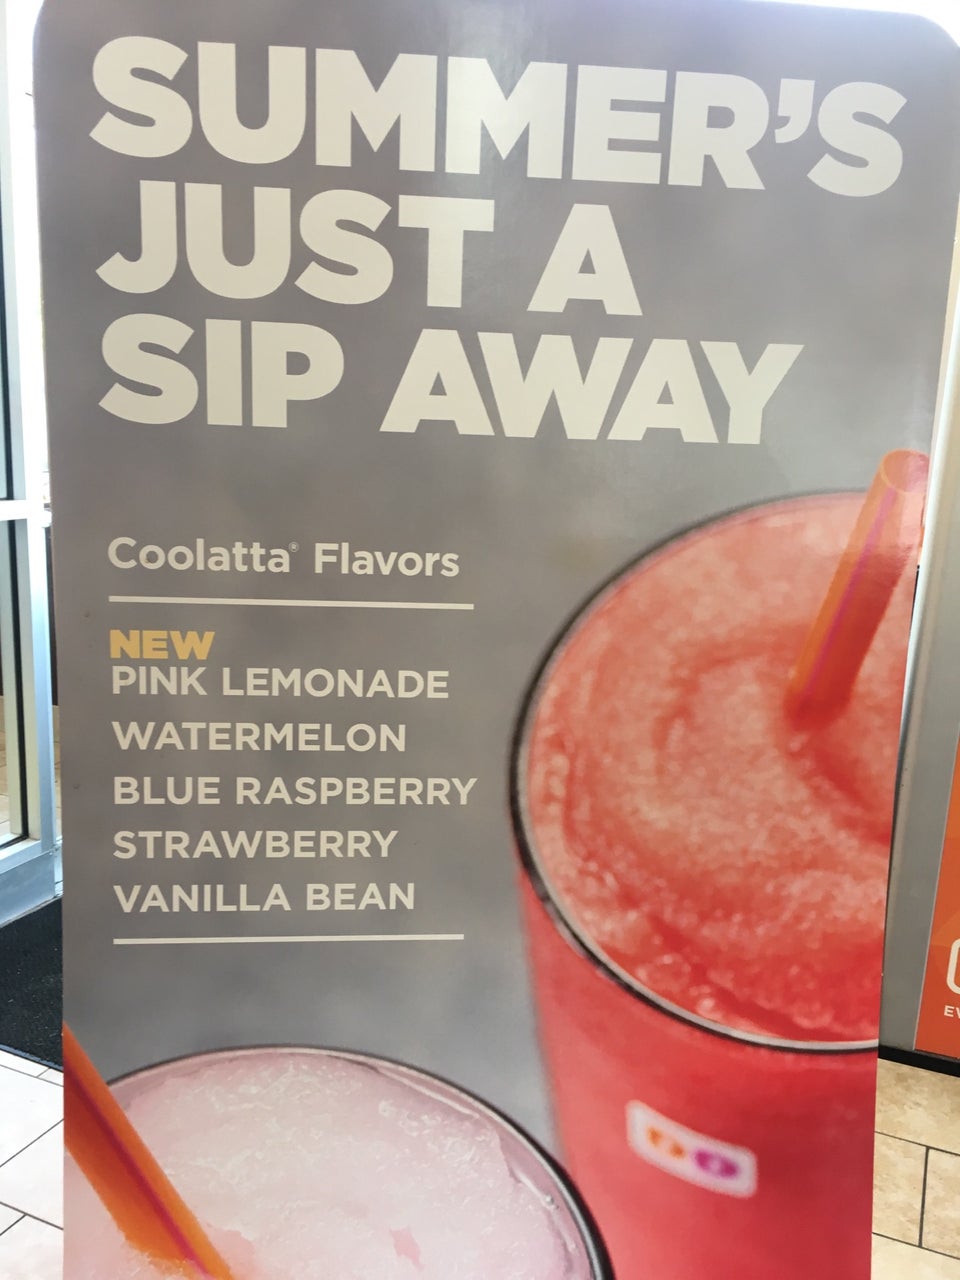 SUMMER'S
JUST A
SIP AWAY
Coolatta® Flavors
NEW
PINK LEMONADE
WATERMELON
BLUE RASPBERRY
STRAWBERRY
VANILLA BEAN